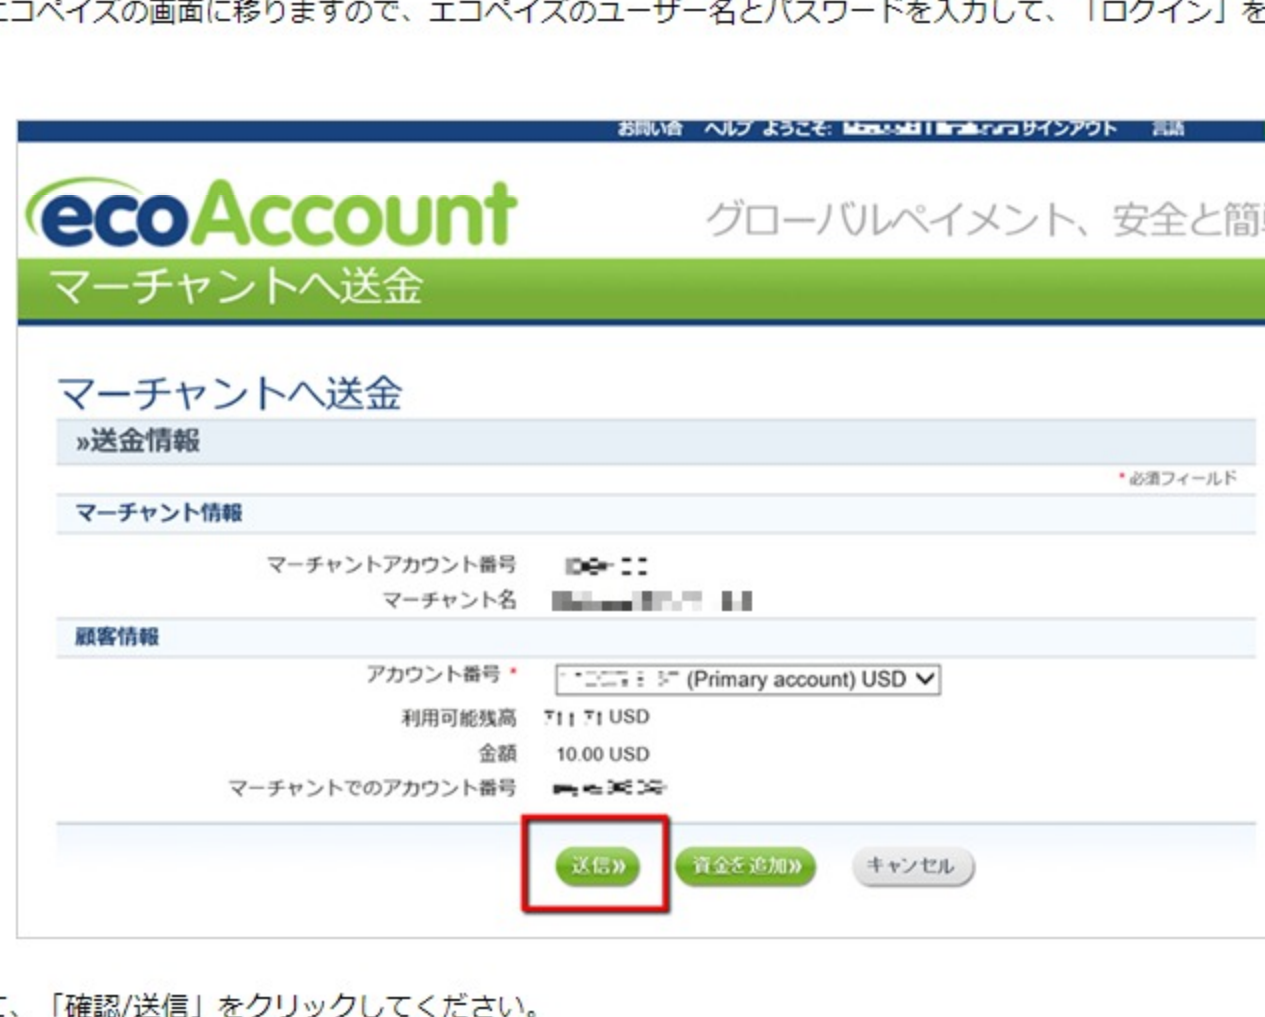 エコペイズの画面に移りますので、エコペイズのユーザー名とパスワードを入力して、「ログイン」を
お問い合 ヘルプ ようこそ: サインアウト 言語
ecoAccount
グローバルペイメント、安全と簡
マーチャントへ送金
マーチャントへ送金
»送金情報
*必須フィールド
マーチャント情報
マーチャントアカウント番号
マーチャント名
顧客情報
アカウント番号 * (Primary account) USD
利用可能残高 USD
金額 10.00 USD
マーチャントでのアカウント番号
送信» 資金を追加» キャンセル
、「確認/送信」をクリックしてください。